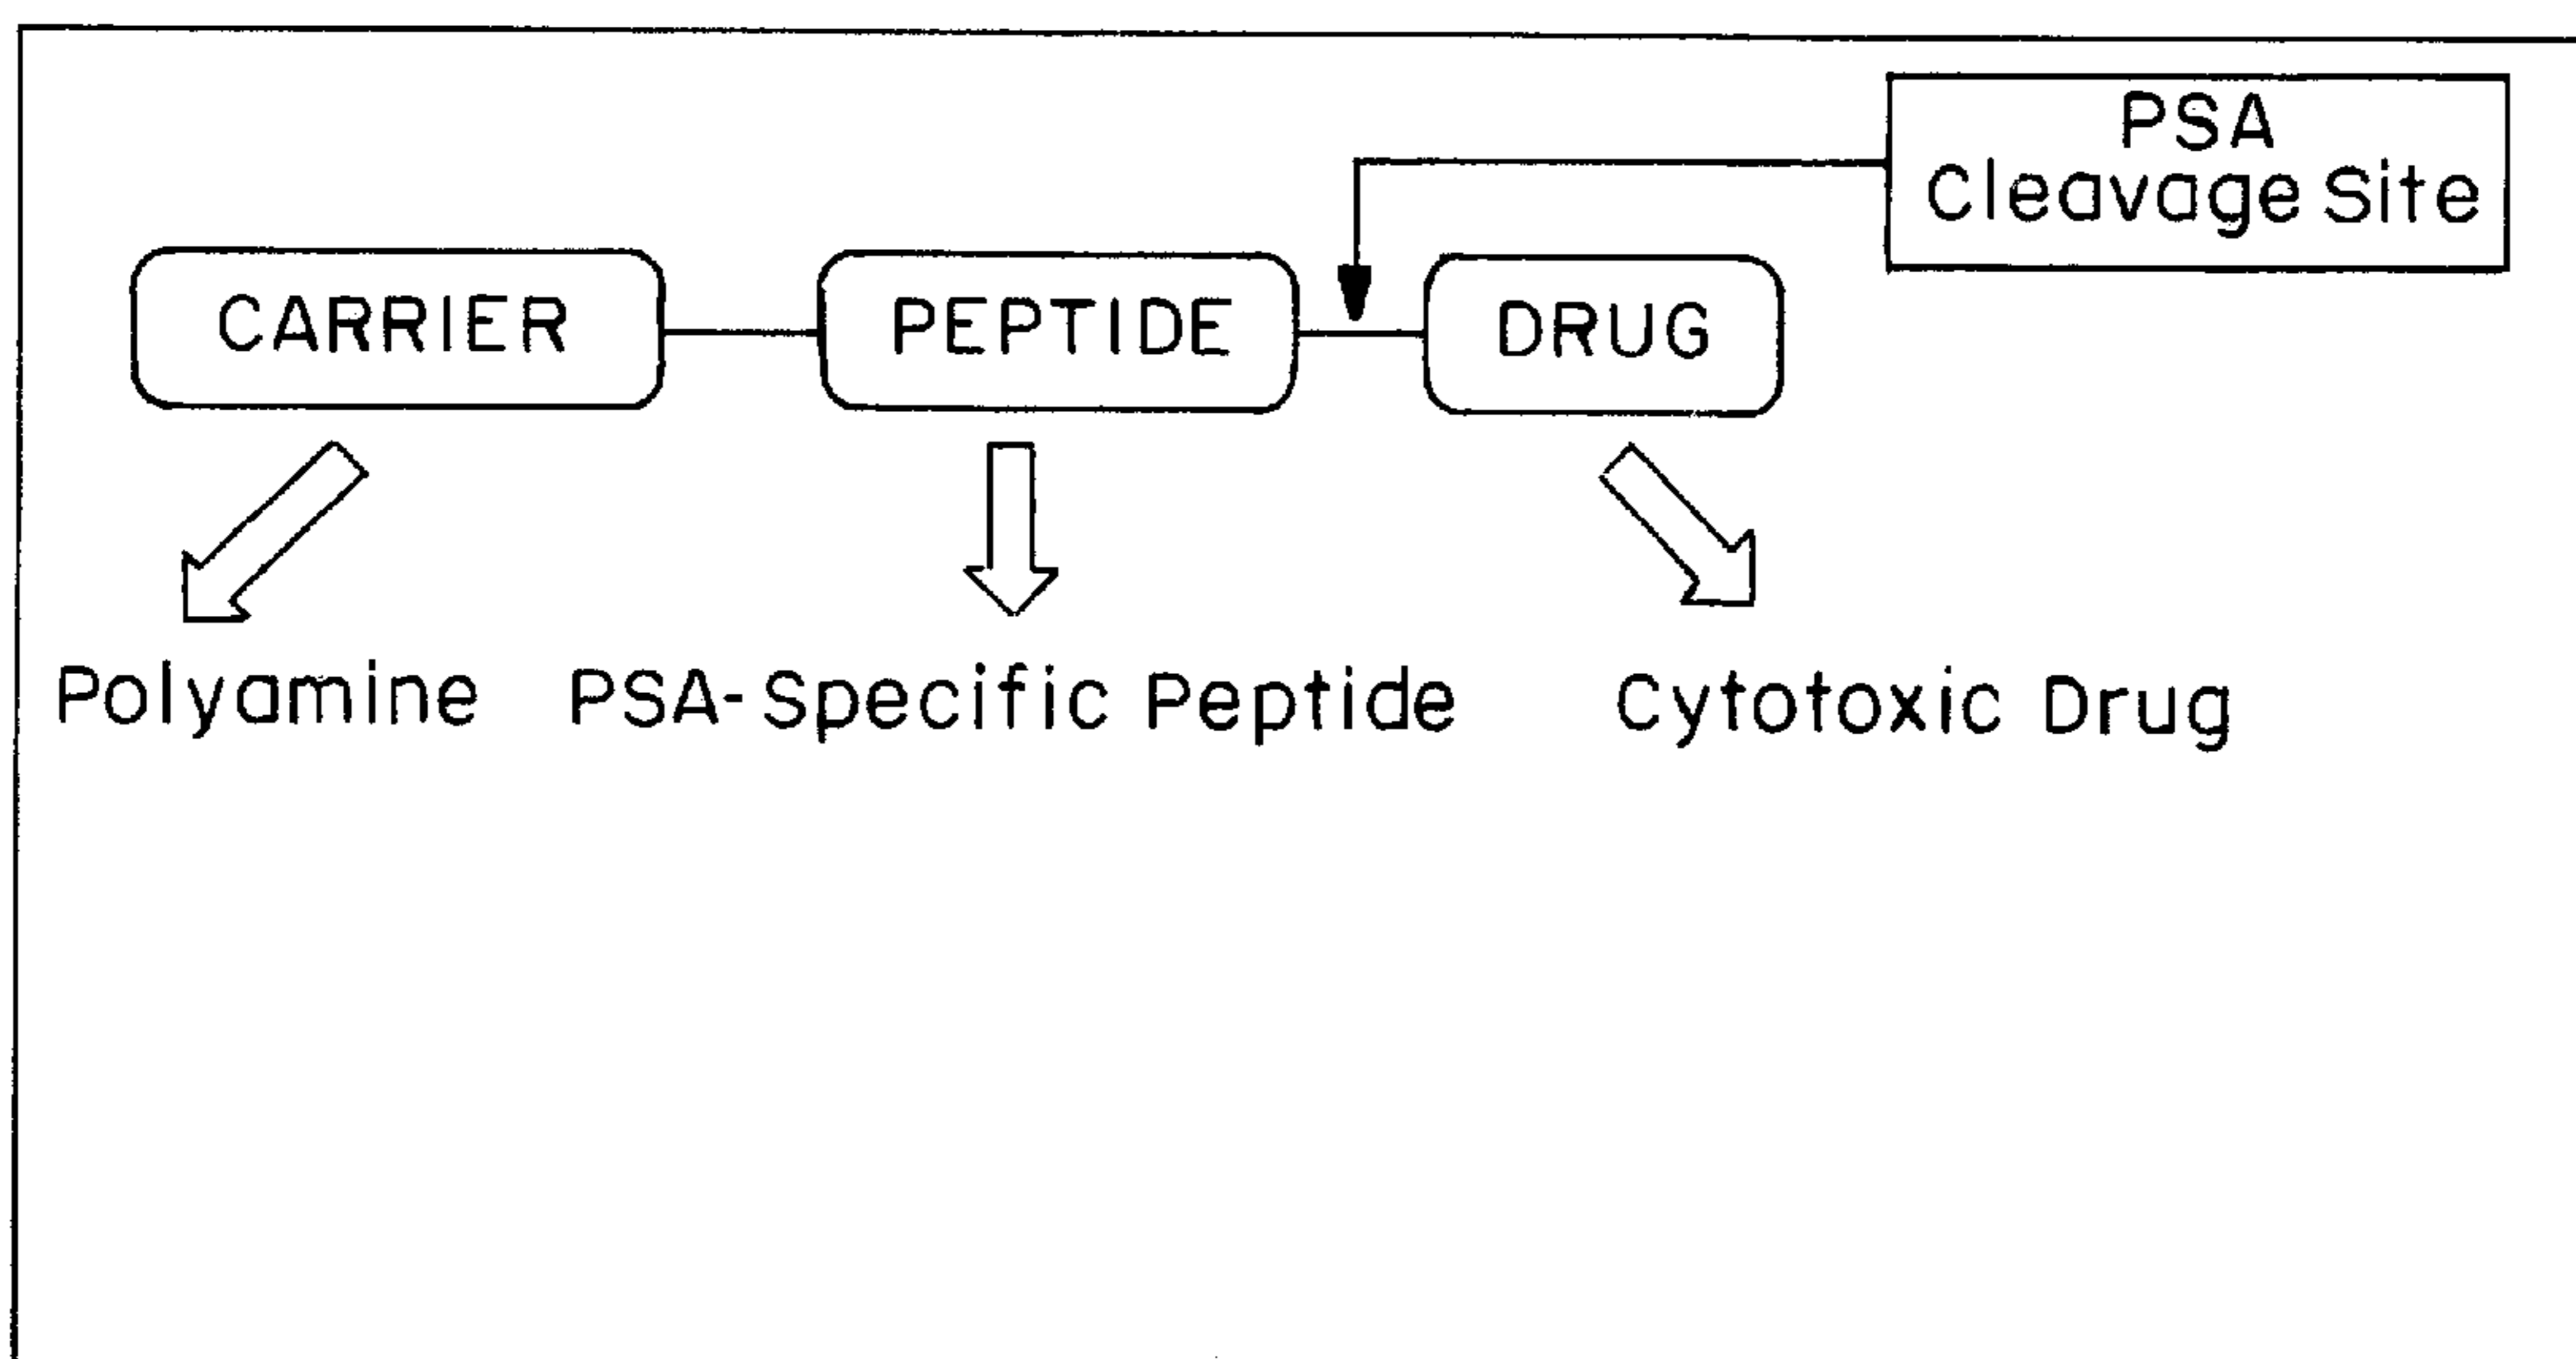 PSA
Cleavage Site
CARRIER
PEPTIDE
DRUG
Polyamine
PSA-Specific Peptide
Cytotoxic Drug